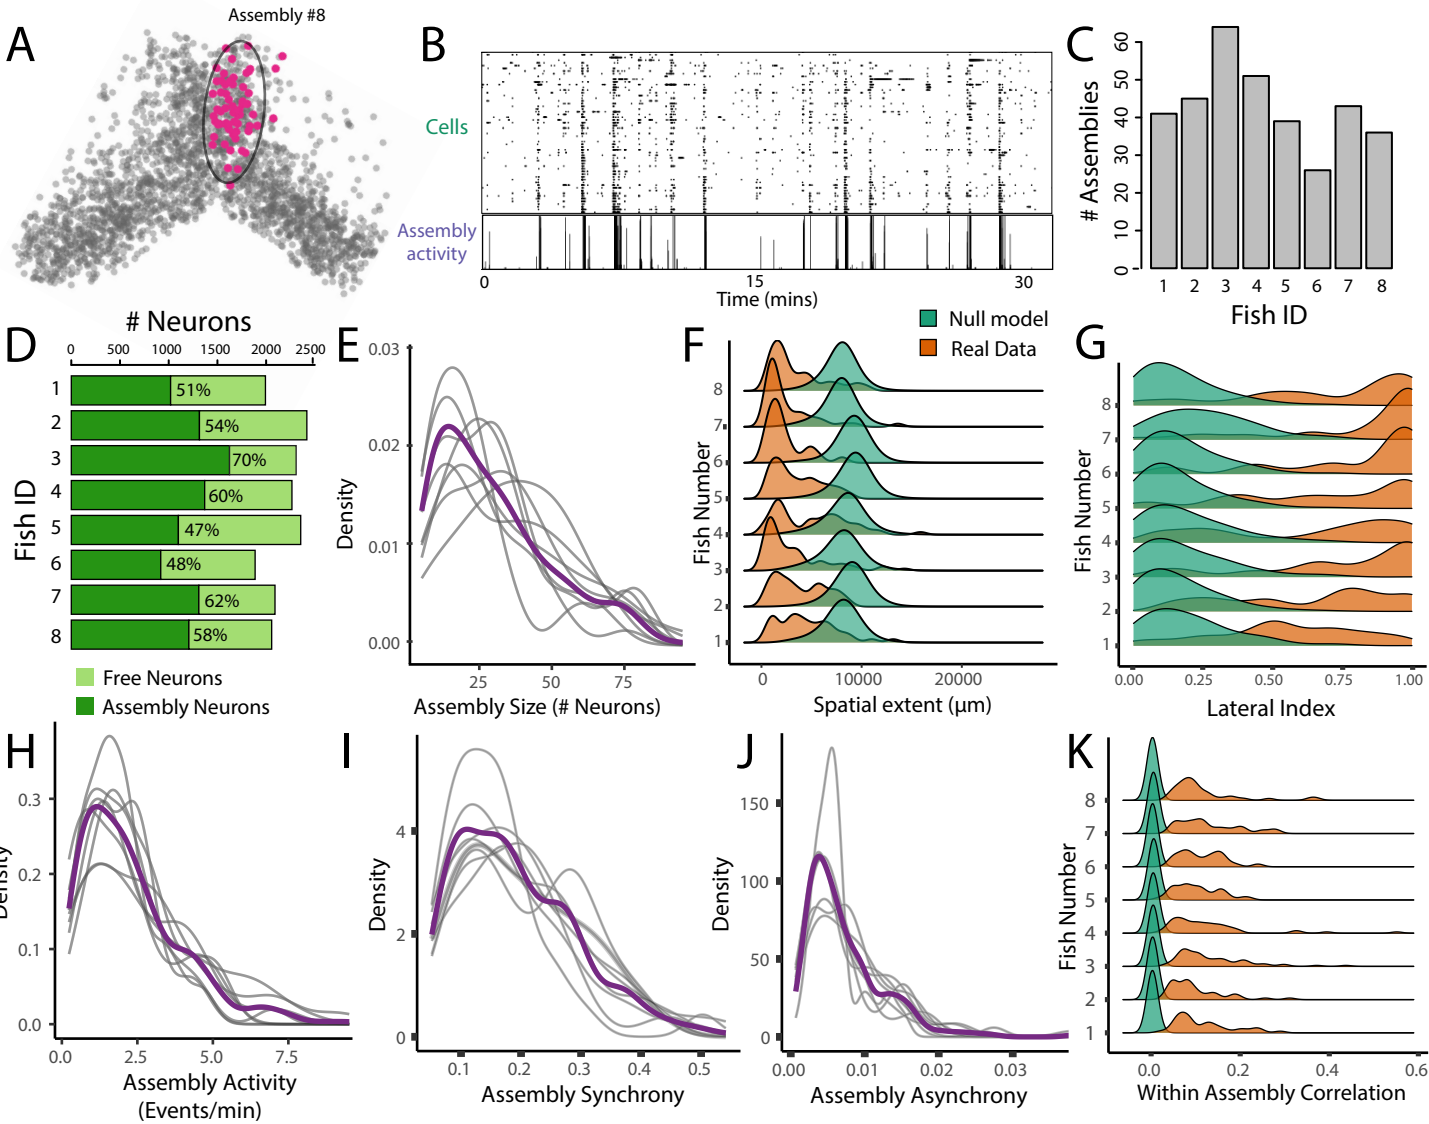 Assembly #8
A
B
Cells
Assembly
activity
0
15
30
Time (mins)
C
# Assemblies
0
10
20
30
40
50
60
1
2
3
4
5
6
7
8
Fish ID
D
# Neurons
0
500
1000
1500
2000
2500
Fish ID
1
51%
2
54%
3
70%
4
60%
5
47%
6
48%
7
62%
8
58%
Free Neurons
Assembly Neurons
E
Density
0.03
0.02
0.01
0.00
25
50
75
Assembly Size (# Neurons)
F
Null model
Real Data
Fish Number
8
7
6
5
4
3
2
1
0
10000
20000
Spatial extent (μm)
G
Fish Number
8
7
6
5
4
3
2
1
0.00
0.25
0.50
0.75
1.00
Lateral Index
H
Density
0.3
0.2
0.1
0.0
0.0
2.5
5.0
7.5
Assembly Activity
(Events/min)
I
Density
4
2
0
0.1
0.2
0.3
0.4
0.5
Assembly Synchrony
J
Density
150
100
50
0
0.00
0.01
0.02
0.03
Assembly Asynchrony
K
Fish Number
8
7
6
5
4
3
2
1
0.0
0.2
0.4
0.6
Within Assembly Correlation